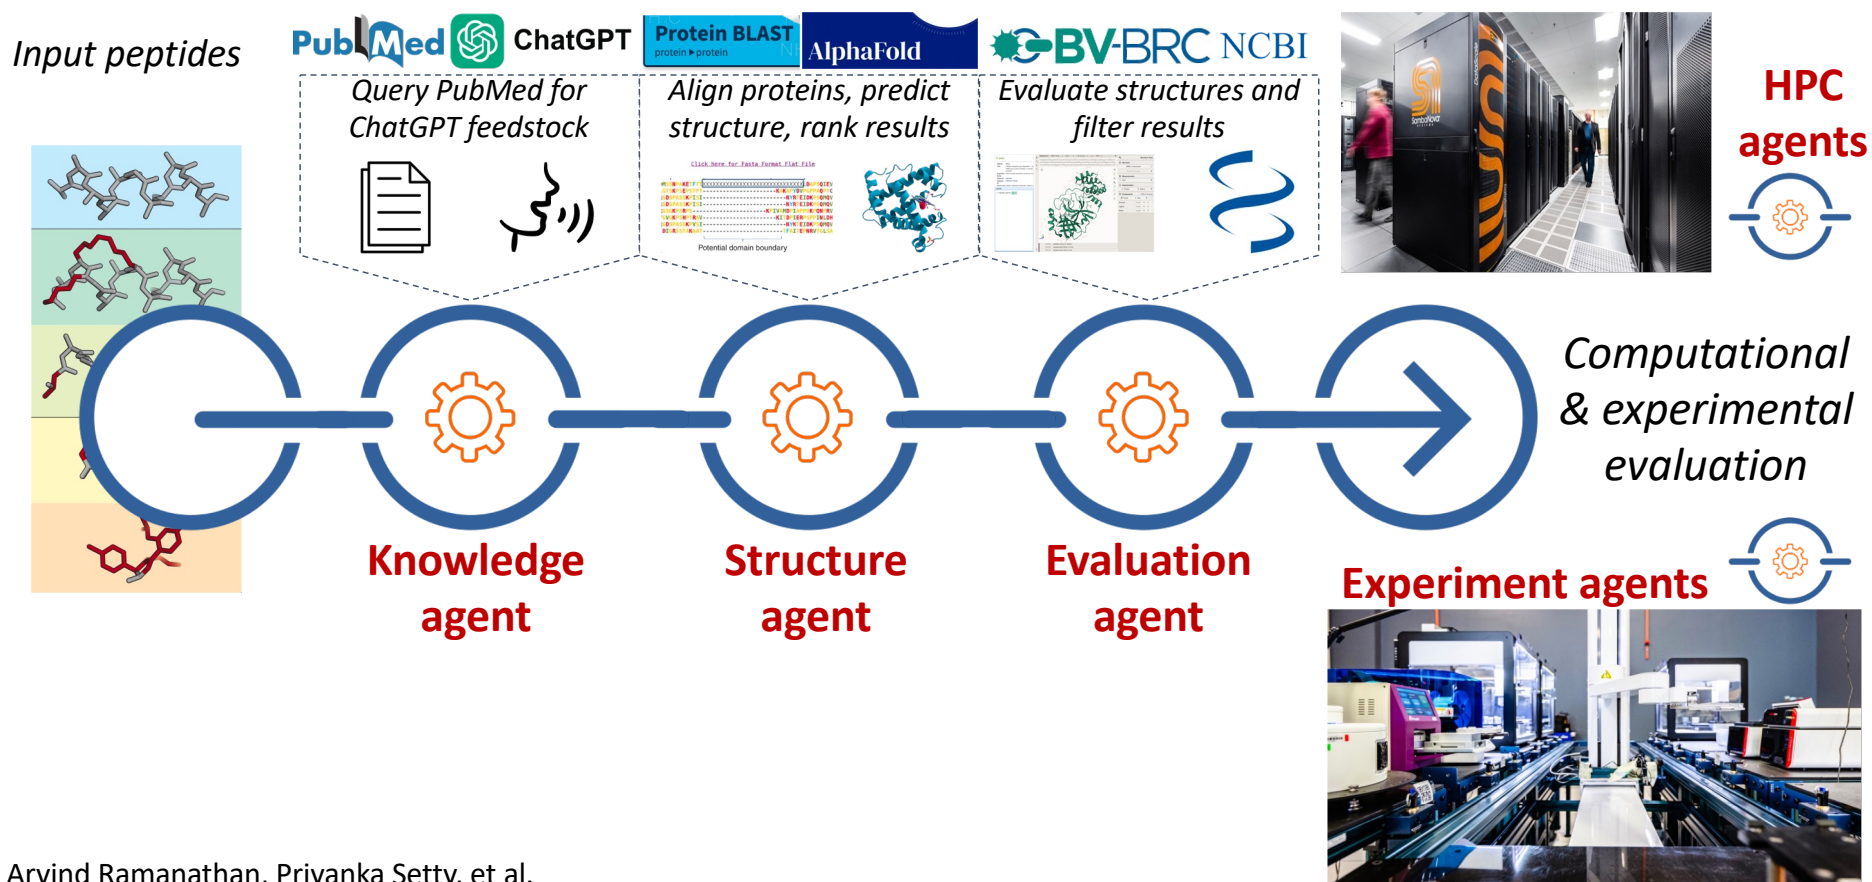 Input peptides
PubMed
ChatGPT
Protein BLAST
protein ▸ protein
AlphaFold
BV-BRC
NCBI
Query PubMed for
ChatGPT feedstock
Align proteins, predict
structure, rank results
Click here for Fasta Format Flat File
Potential domain boundary
Evaluate structures and
filter results
SambaNova
SYSTEMS
HPC
agents
Computational
& experimental
evaluation
Knowledge
agent
Structure
agent
Evaluation
agent
Experiment agents
Arvind Ramanathan, Priyanka Setty, et al.